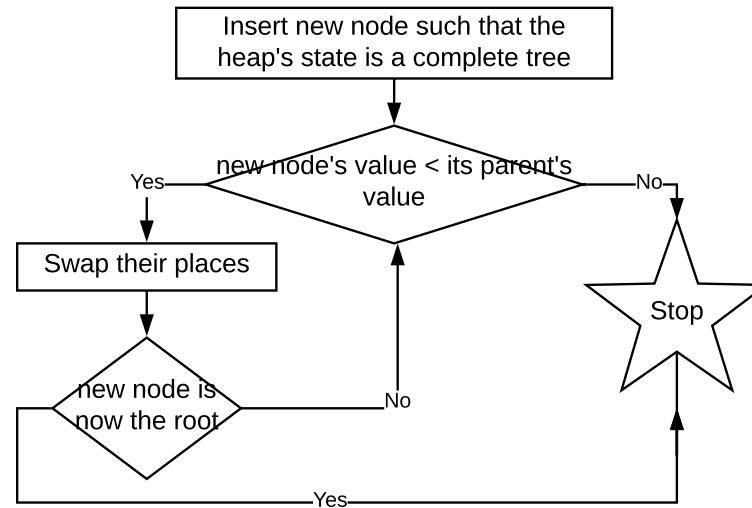 Insert new node such that the
heap's state is a complete tree
new node's value < its parent's
value
Yes
No
Swap their places
Stop
new node is
now the root
No
Yes